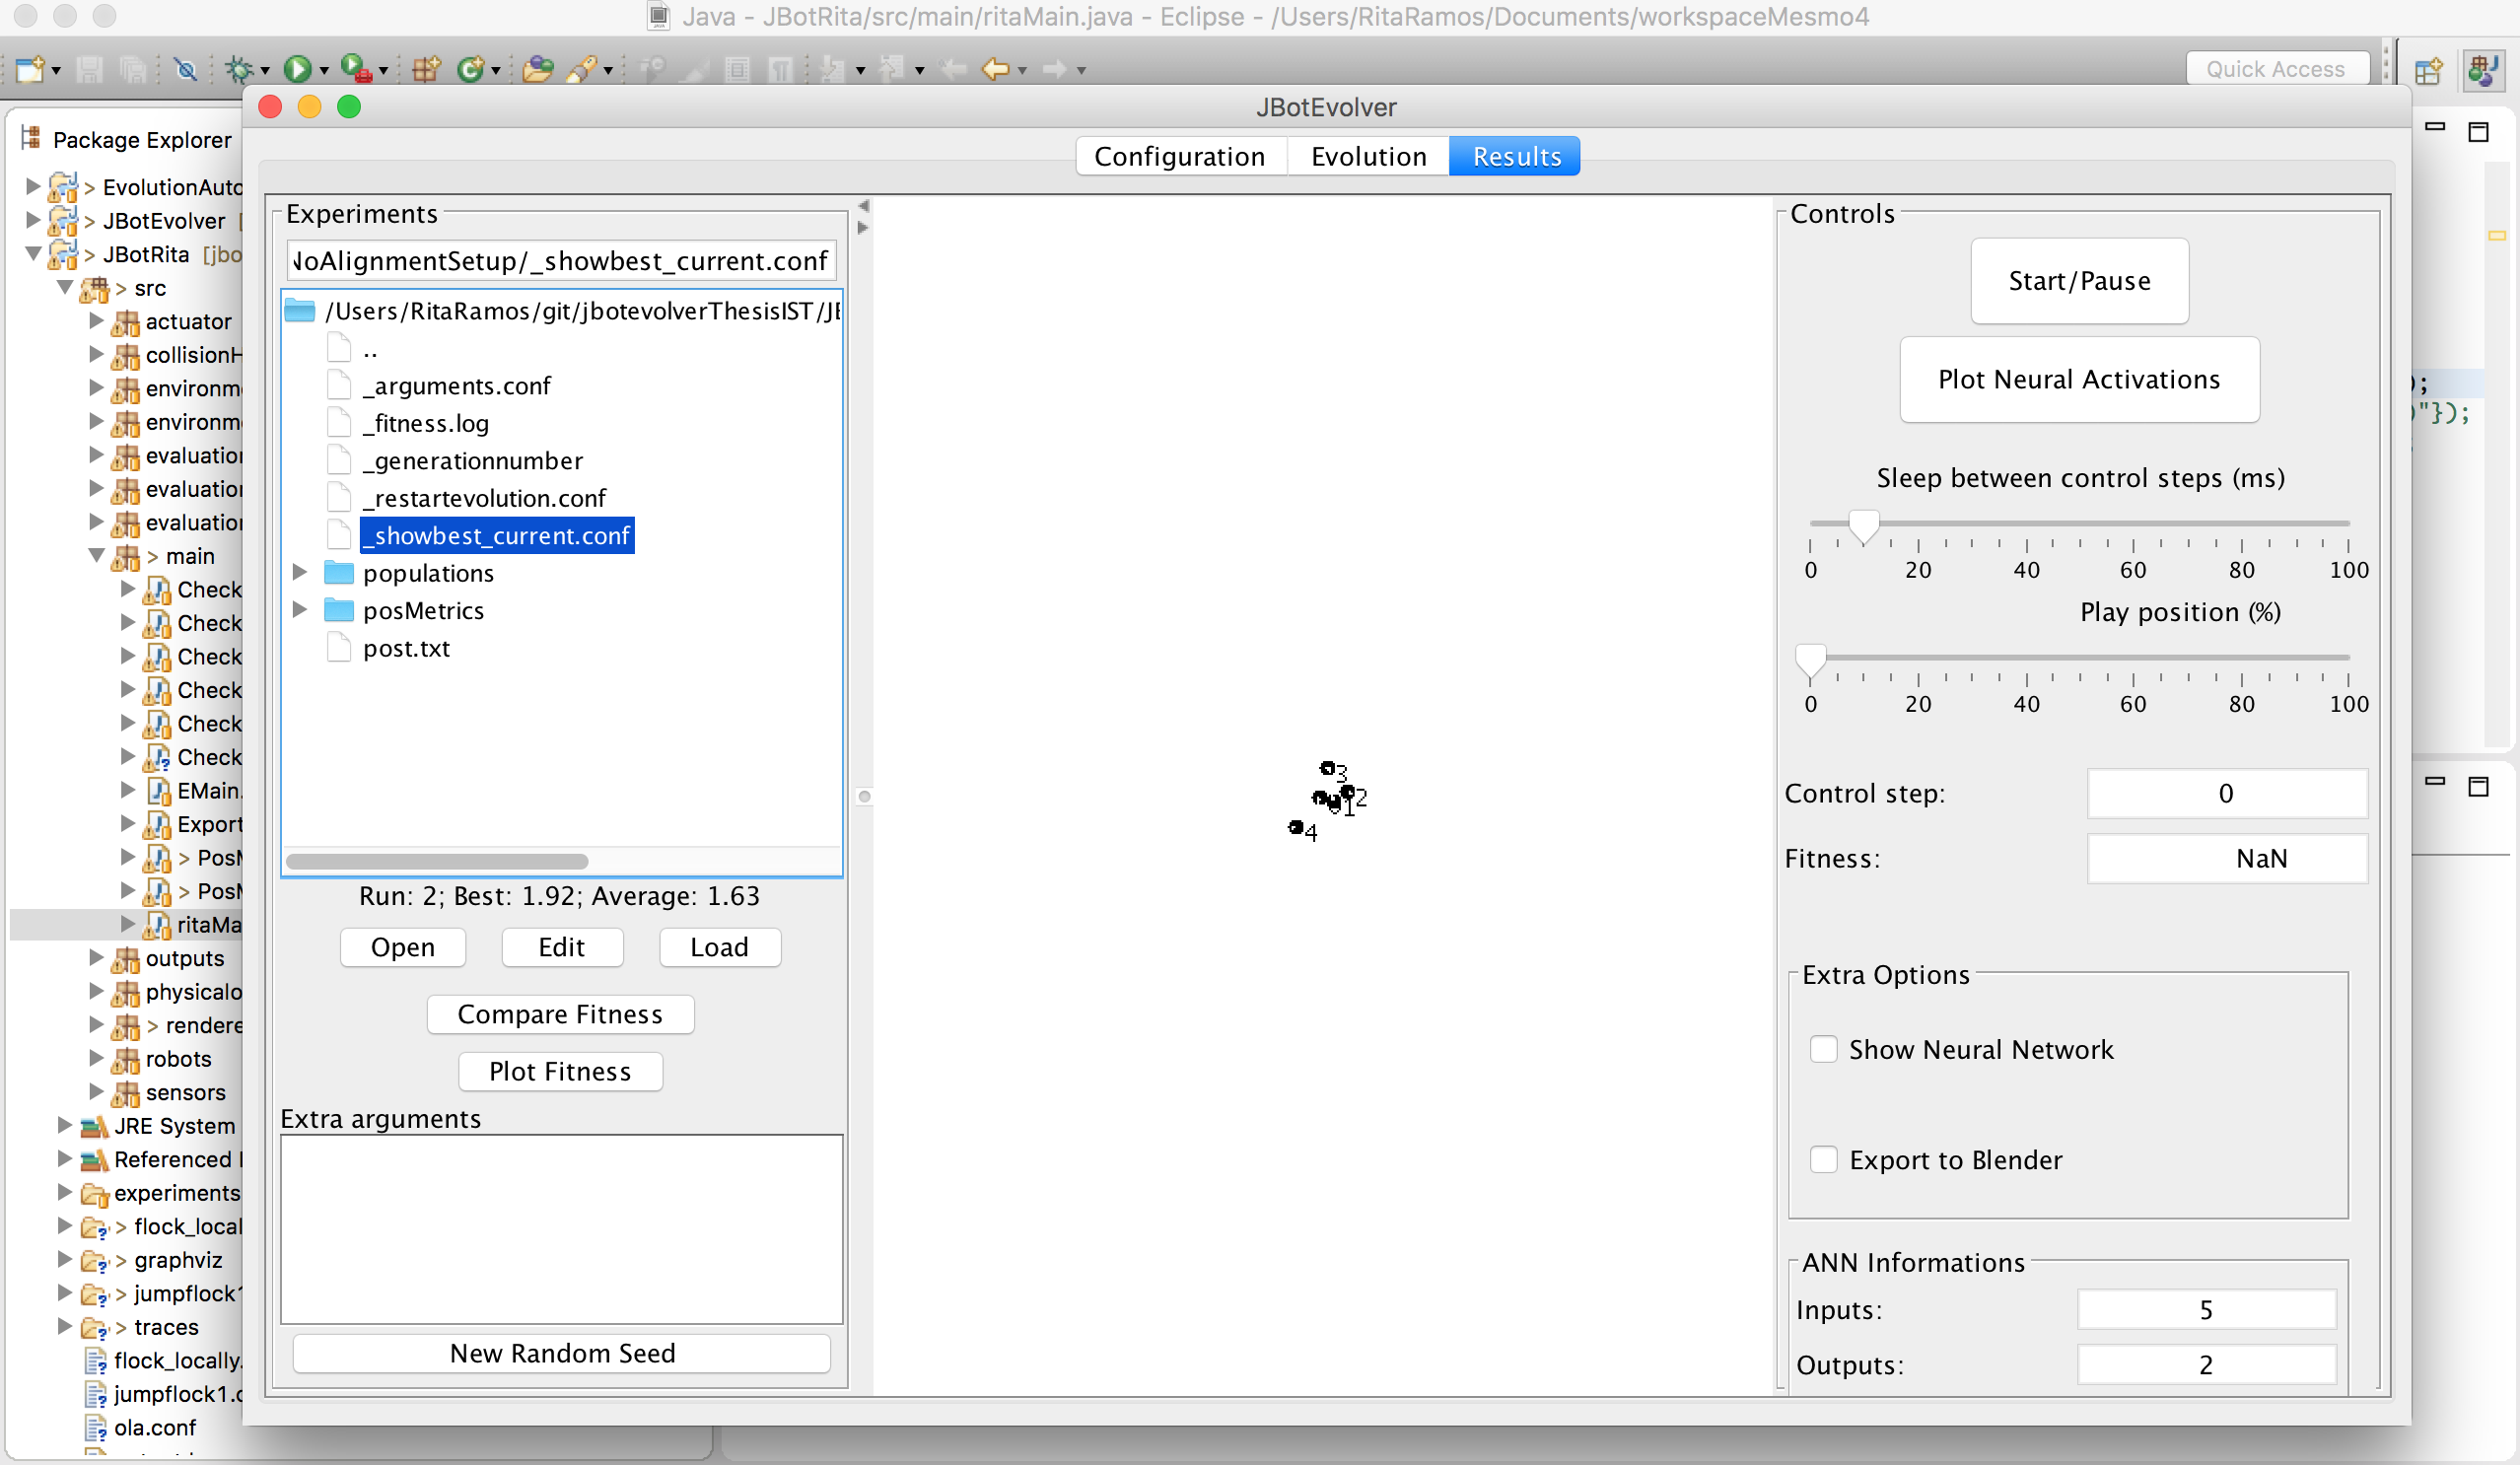 Java - JBotRita/src/main/ritaMain.java - Eclipse - /Users/RitaRamos/Documents/workspaceMesmo4
Quick Access
JBotEvolver
Configuration
Evolution
Results
Package Explorer
> EvolutionAuto
> JBotEvolver [
> JBotRita [jbo
> src
actuator
collisionH
environme
environme
evaluation
evaluation
evaluation
> main
Check
Check
Check
Check
Check
Check
EMain.
Export
> PosM
> PosM
ritaMa
outputs
physicalo
> rendere
robots
sensors
JRE System
Referenced
experiments
> flock_local
> graphviz
> jumpflock1
> traces
flock_locally.
jumpflock1.c
ola.conf
Experiments
NoAlignmentSetup/_showbest_current.conf
/Users/RitaRamos/git/jbotevolverThesisIST/JB
..
_arguments.conf
_fitness.log
_generationnumber
_restartevolution.conf
_showbest_current.conf
populations
posMetrics
post.txt
Run: 2; Best: 1.92; Average: 1.63
Open
Edit
Load
Compare Fitness
Plot Fitness
Extra arguments
New Random Seed
3
2
1
4
Controls
Start/Pause
Plot Neural Activations
Sleep between control steps (ms)
0 20 40 60 80 100
Play position (%)
0 20 40 60 80 100
Control step: 0
Fitness: NaN
Extra Options
Show Neural Network
Export to Blender
ANN Informations
Inputs: 5
Outputs: 2
);
)"});